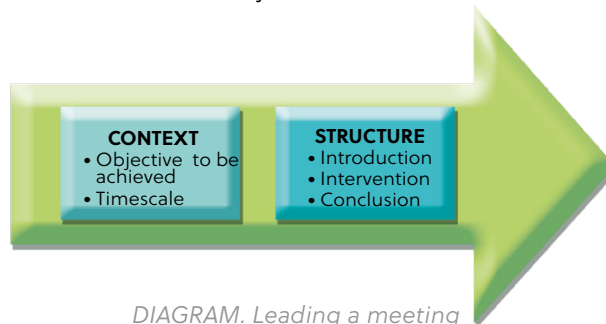 CONTEXT
• Objective to be
achieved
• Timescale
STRUCTURE
• Introduction
• Intervention
• Conclusion
DIAGRAM. Leading a meeting